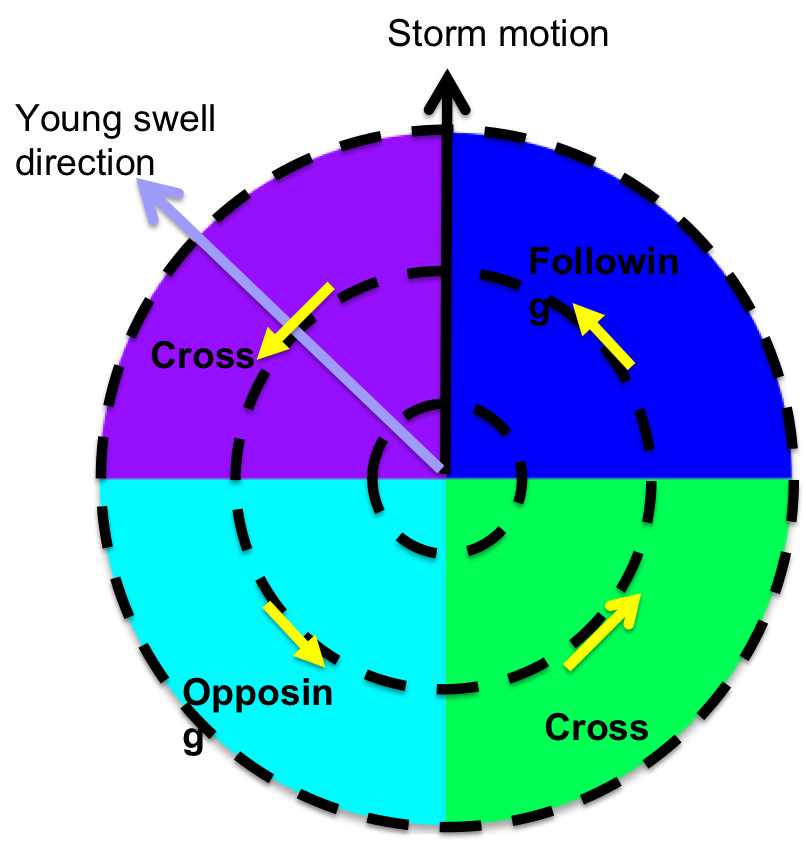 Storm motion
Young swell
direction
Followin
g
Cross
Opposin
g
Cross